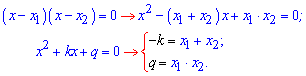 (x-x₁)(x-x₂)=0→x²-(x₁+x₂)x+x₁·x₂=0;
x²+kx+q=0→{-k=x₁+x₂;
q=x₁·x₂.